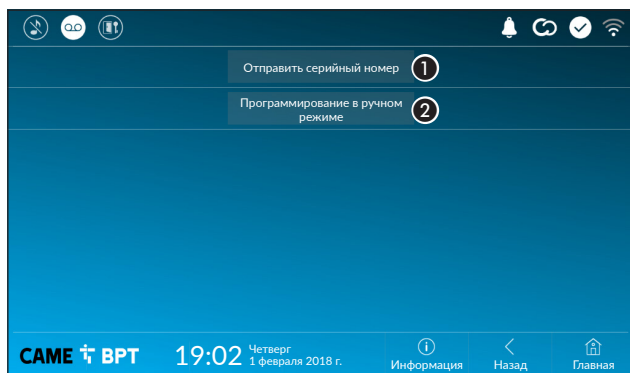 Отправить серийный номер 1
Программирование в ручном
режиме 2
CAME BPT
19:02 Четверг
1 февраля 2018 г.
Информация
Назад
Главная